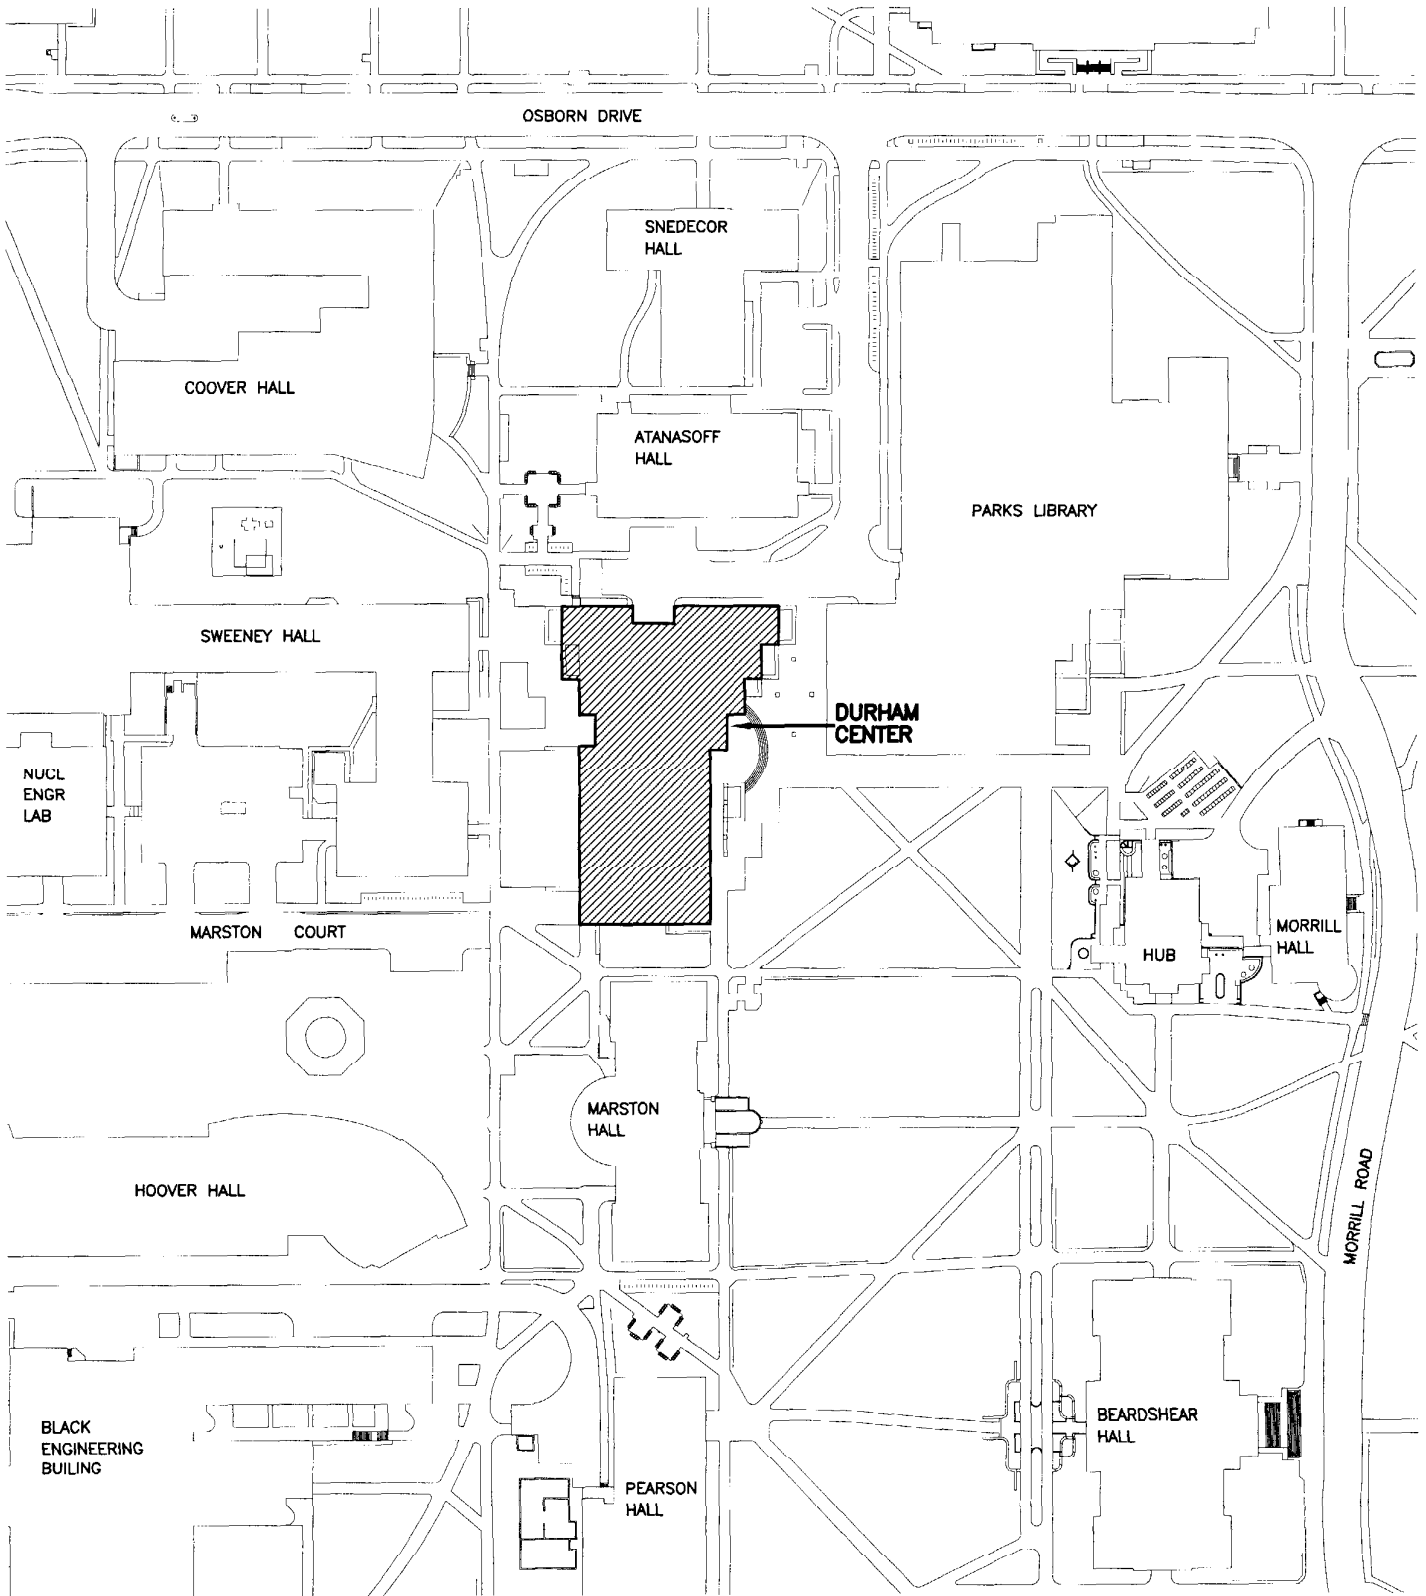 OSBORN DRIVE
SNEDECOR
HALL
COOVER HALL
ATANASOFF
HALL
PARKS LIBRARY
SWEENEY HALL
DURHAM
CENTER
NUCL
ENGR
LAB
MARSTON COURT
HUB
MORRILL
HALL
MARSTON
HALL
HOOVER HALL
MORRILL ROAD
BLACK
ENGINEERING
BUILING
BEARDSHEAR
HALL
PEARSON
HALL